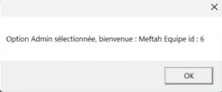 Option Admin sélectionnée, bienvenue : Meftah Equipe id : 6
OK